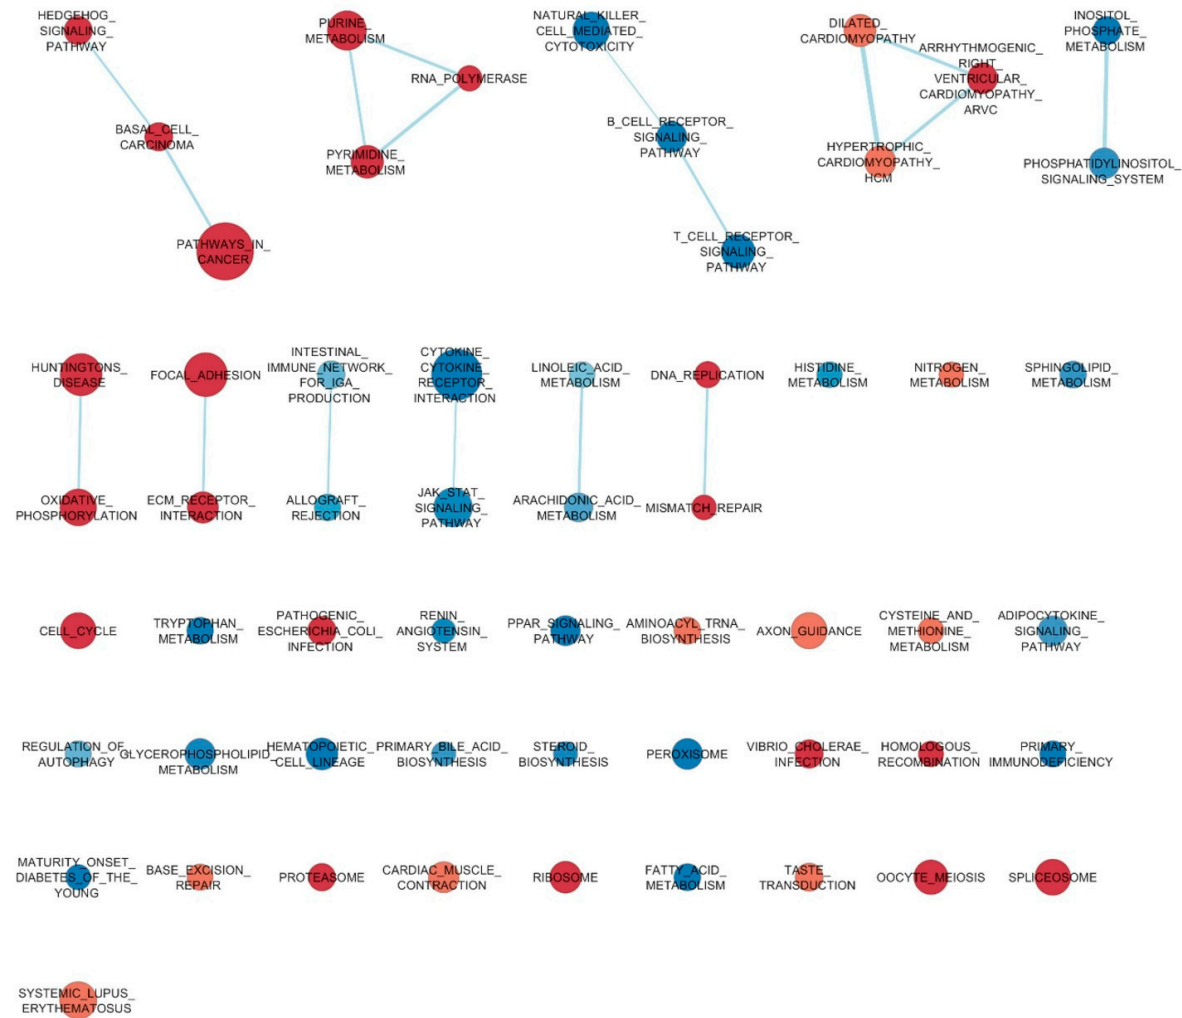 HEDGEHOG_
SIGNALING_
PATHWAY
BASAL_CELL_
CARCINOMA
PATHWAYS_IN_
CANCER
PURINE_
METABOLISM
RNA_POLYMERASE
PYRIMIDINE_
METABOLISM
NATURAL_KILLER_
CELL_MEDIATED_
CYTOTOXICITY
B_CELL_RECEPTOR_
SIGNALING_
PATHWAY
T_CELL_RECEPTOR_
SIGNALING_
PATHWAY
DILATED_
CARDIOMYOPATHY
ARRHYTHMOGENIC_
RIGHT_
VENTRICULAR_
CARDIOMYOPATHY_
ARVC
HYPERTROPHIC_
CARDIOMYOPATHY_
HCM
INOSITOL_
PHOSPHATE_
METABOLISM
PHOSPHATIDYLINOSITOL_
SIGNALING_SYSTEM
HUNTINGTONS_
DISEASE
FOCAL_ADHESION
INTESTINAL_
IMMUNE_NETWORK_
FOR_IGA_
PRODUCTION
CYTOKINE_
CYTOKINE_
RECEPTOR_
INTERACTION
LINOLEIC_ACID_
METABOLISM
DNA_REPLICATION
HISTIDINE_
METABOLISM
NITROGEN_
METABOLISM
SPHINGOLIPID_
METABOLISM
OXIDATIVE_
PHOSPHORYLATION
ECM_RECEPTOR_
INTERACTION
ALLOGRAFT_
REJECTION
JAK_STAT_
SIGNALING_
PATHWAY
ARACHIDONIC_ACID_
METABOLISM
MISMATCH_REPAIR
CELL_CYCLE
TRYPTOPHAN_
METABOLISM
PATHOGENIC_
ESCHERICHIA_COLI_
INFECTION
RENIN_
ANGIOTENSIN_
SYSTEM
PPAR_SIGNALING_
PATHWAY
AMINOACYL_TRNA_
BIOSYNTHESIS
AXON_GUIDANCE
CYSTEINE_AND_
METHIONINE_
METABOLISM
ADIPOCYTOKINE_
SIGNALING_
PATHWAY
REGULATION_OF_
AUTOPHAGY
GLYCEROPHOSPHOLIPID_
METABOLISM
HEMATOPOIETIC_
CELL_LINEAGE
PRIMARY_BILE_ACID_
BIOSYNTHESIS
STEROID_
BIOSYNTHESIS
PEROXISOME
VIBRIO_CHOLERAE_
INFECTION
HOMOLOGOUS_
RECOMBINATION
PRIMARY_
IMMUNODEFICIENCY
MATURITY_ONSET_
DIABETES_OF_THE_
YOUNG
BASE_EXCISION_
REPAIR
PROTEASOME
CARDIAC_MUSCLE_
CONTRACTION
RIBOSOME
FATTY_ACID_
METABOLISM
TASTE_
TRANSDUCTION
OOCYTE_MEIOSIS
SPLICEOSOME
SYSTEMIC_LUPUS_
ERYTHEMATOSUS